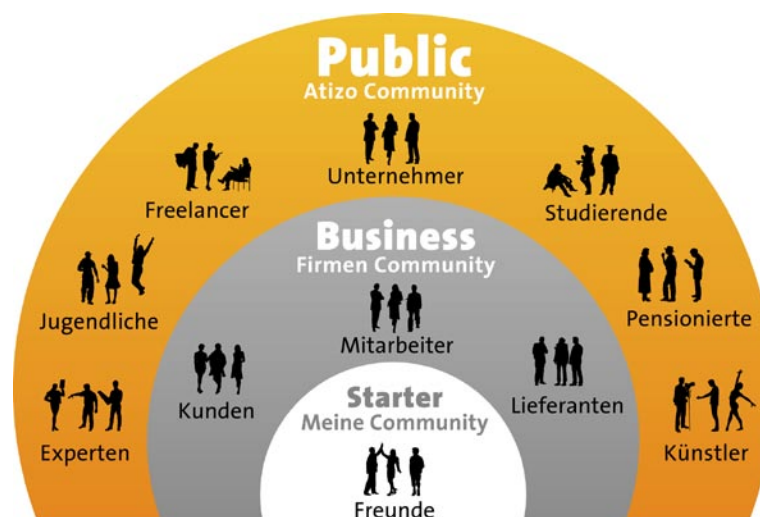 Public
Atizo Community
Unternehmer
Freelancer
Studierende
Jugendliche
Pensionierte
Experten
Künstler
Business
Firmen Community
Mitarbeiter
Kunden
Lieferanten
Starter
Meine Community
Freunde